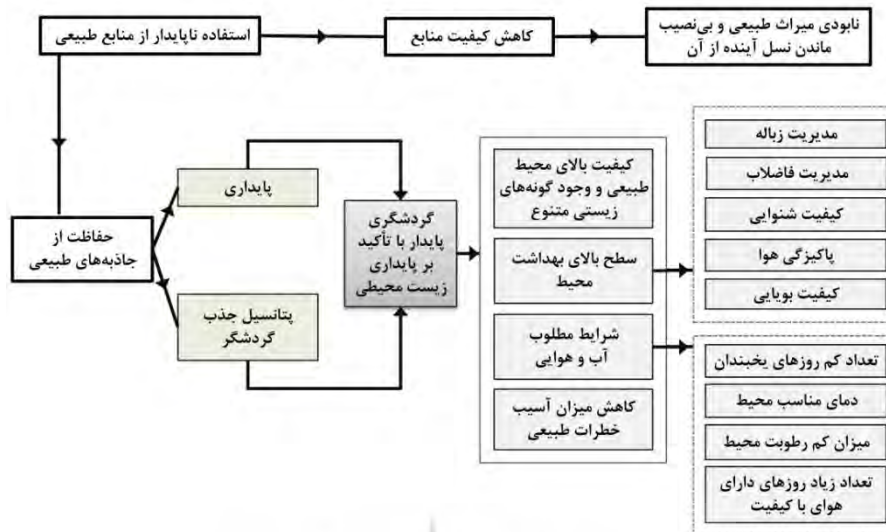 استفاده ناپایدار از منابع طبیعی
کاهش کیفیت منابع
نابودی میراث طبیعی و بی‌نصیب
ماندن نسل آینده از آن
حفاظت از
جاذبه‌های طبیعی
پایداری
پتانسیل جذب
گردشگر
گردشگری
پایدار با تأکید
بر پایداری
زیست محیطی
کیفیت بالای محیط
طبیعی و وجود گونه‌های
زیستی متنوع
سطح بالای بهداشت
محیط
شرایط مطلوب
آب و هوایی
کاهش میزان آسیب
خطرات طبیعی
مدیریت زباله
مدیریت فاضلاب
کیفیت شنوایی
پاکیزگی هوا
کیفیت بویایی
تعداد کم روزهای یخبندان
دمای مناسب محیط
میزان کم رطوبت محیط
تعداد زیاد روزهای دارای
هوای با کیفیت